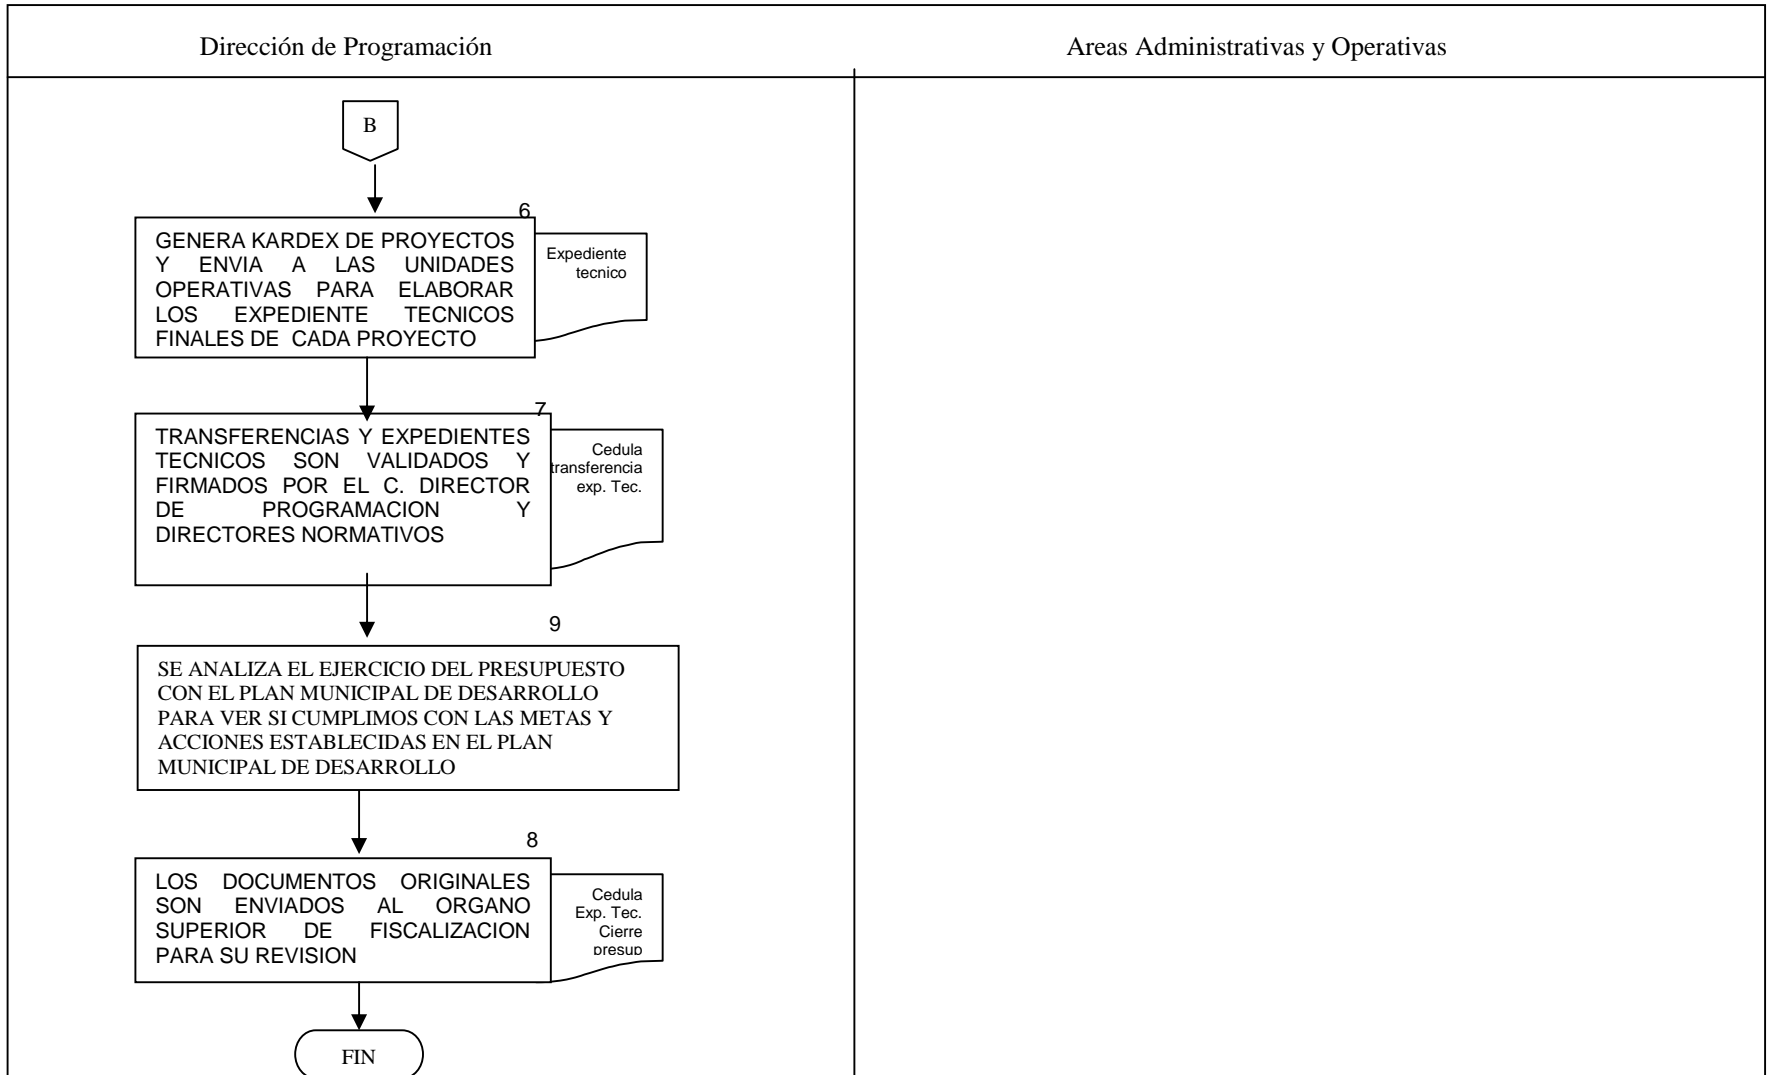 Dirección de Programación
Areas Administrativas y Operativas
B
6
GENERA KARDEX DE PROYECTOS
Y ENVIA A LAS UNIDADES
OPERATIVAS PARA ELABORAR
LOS EXPEDIENTE TECNICOS
FINALES DE CADA PROYECTO
Expediente
tecnico
7
TRANSFERENCIAS Y EXPEDIENTES
TECNICOS SON VALIDADOS Y
FIRMADOS POR EL C. DIRECTOR
DE PROGRAMACION Y
DIRECTORES NORMATIVOS
Cedula
transferencia
exp. Tec.
9
SE ANALIZA EL EJERCICIO DEL PRESUPUESTO
CON EL PLAN MUNICIPAL DE DESARROLLO
PARA VER SI CUMPLIMOS CON LAS METAS Y
ACCIONES ESTABLECIDAS EN EL PLAN
MUNICIPAL DE DESARROLLO
8
LOS DOCUMENTOS ORIGINALES
SON ENVIADOS AL ORGANO
SUPERIOR DE FISCALIZACION
PARA SU REVISION
Cedula
Exp. Tec.
Cierre
presup
FIN